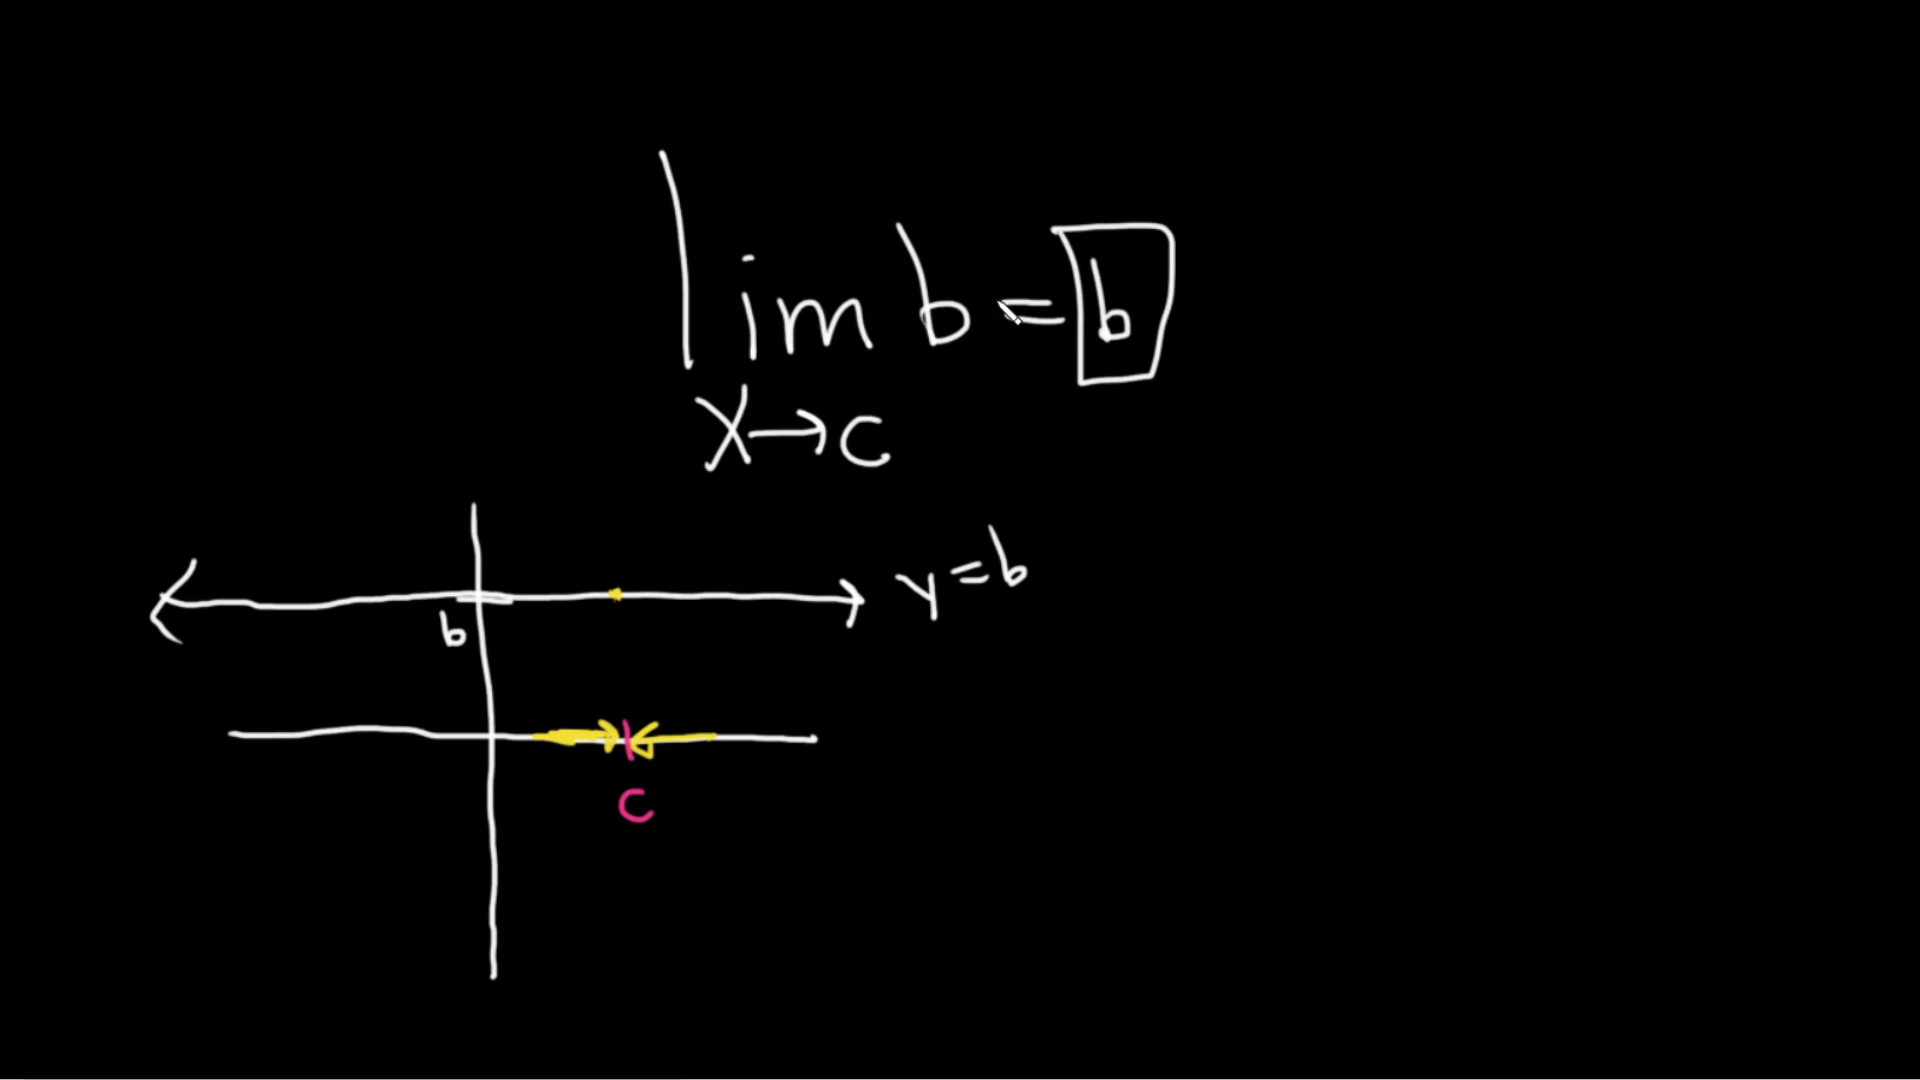 lim b = b
x→c
y=b
b
c